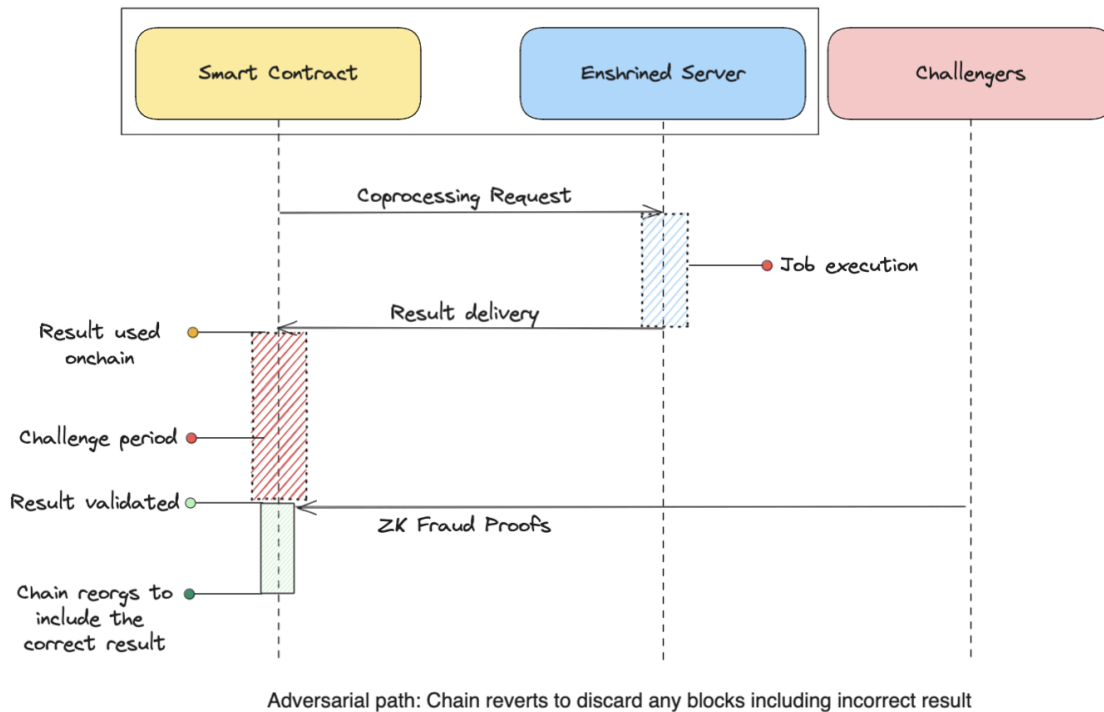 Smart Contract
Enshrined Server
Challengers
Coprocessing Request
Job execution
Result delivery
Result used
onchain
Challenge period
Result validated
ZK Fraud Proofs
Chain reorgs to
include the
correct result
Adversarial path: Chain reverts to discard any blocks including incorrect result